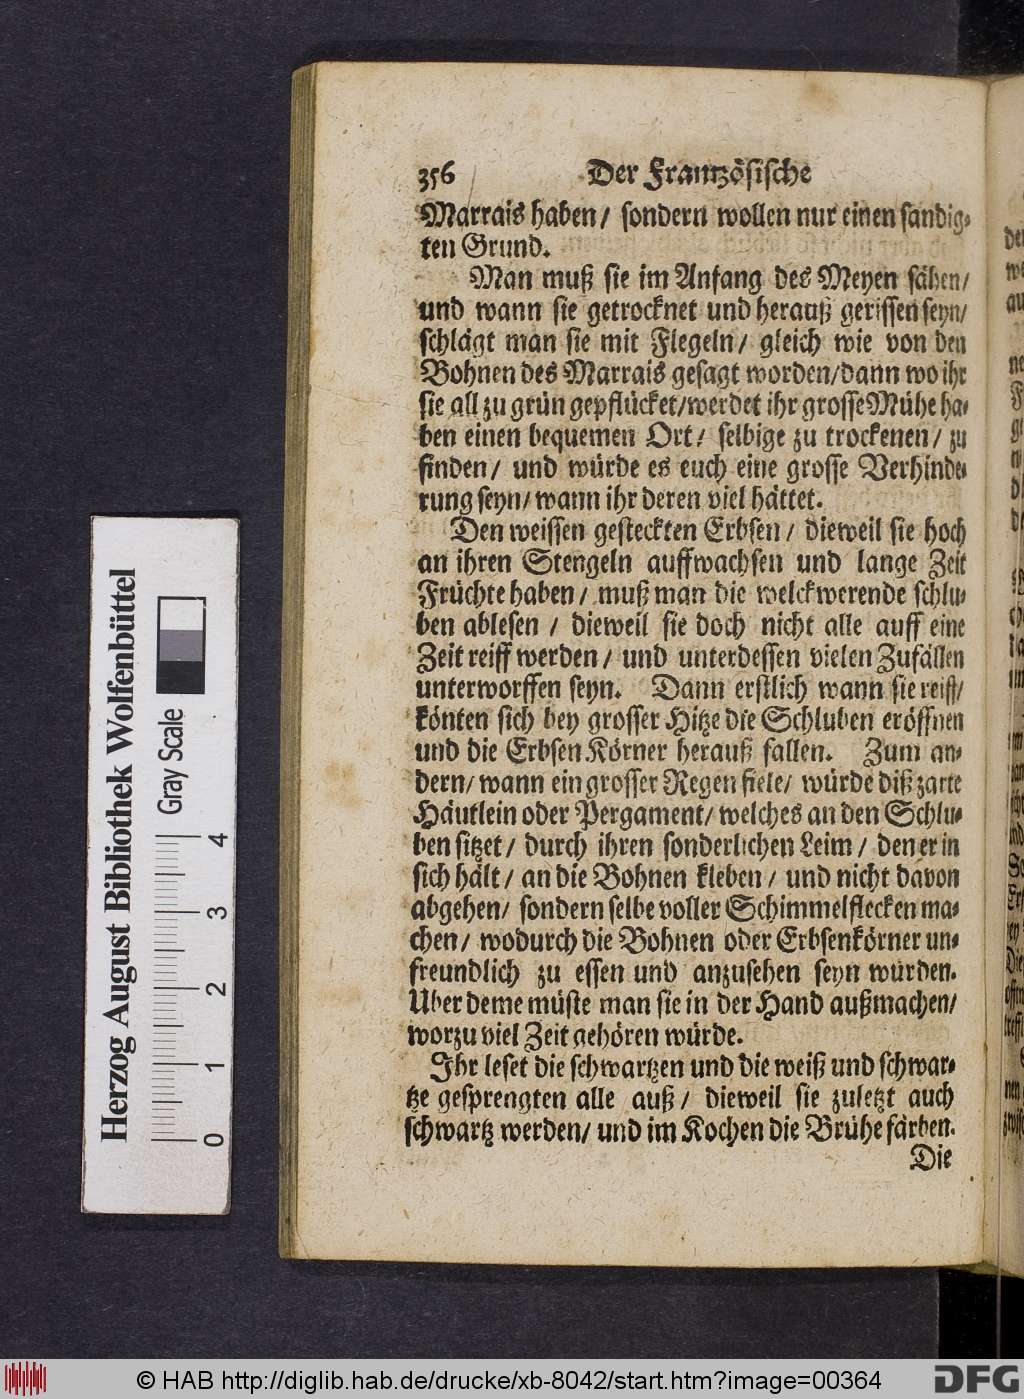 356 Der Frantzösische
Marrais haben / sondern wollen nur einen sandig-
ten Grund.
Man muß sie im Anfang des Meyen sähen/
und wann sie getrocknet und herauß gerissen seyn/
schlägt man sie mit Flegeln / gleich wie von den
Bohnen des Marrais gesagt worden/dann wo ihr
sie all zu grün gepflücket/werdet ihr grosse Mühe ha-
ben einen bequemen Ort / selbige zu trockenen / zu
finden / und würde es euch eine grosse Verhinde-
rung seyn/ wann ihr deren viel hättet.
Den weissen gesteckten Erbsen / dieweil sie hoch
an ihren Stengeln auffwachsen und lange Zeit
Früchte haben / muß man die welckwerende schlu-
ben ablesen / dieweil sie doch nicht alle auff eine
Zeit reiff werden / und unterdessen vielen Zufällen
unterworffen seyn. Dann erstlich wann sie reiff/
könten sich bey grosser Hitze die Schluben eröffnen
und die Erbsen Körner herauß fallen. Zum an-
dern/ wann ein grosser Regen fiele/ würde diß zarte
Häutlein oder Pergament/ welches an den Schlu-
ben sitzet / durch ihren sonderlichen Leim / den er in
sich hält / an die Bohnen kleben / und nicht davon
abgehen/ sondern selbe voller Schimmelflecken ma-
chen/ wodurch die Bohnen oder Erbsenkörner un-
freundlich zu essen und anzusehen seyn würden.
Uber deme müste man sie in der Hand außmachen/
worzu viel Zeit gehören würde.
Ihr leset die schwartzen und die weiß und schwar-
tze gesprengten alle auß / dieweil sie zuletzt auch
schwartz werden/ und im Kochen die Brühe färben.
Die
Herzog August Bibliothek Wolfenbüttel
Gray Scale
0 1 2 3 4
© HAB http://diglib.hab.de/drucke/xb-8042/start.htm?image=00364
DFG